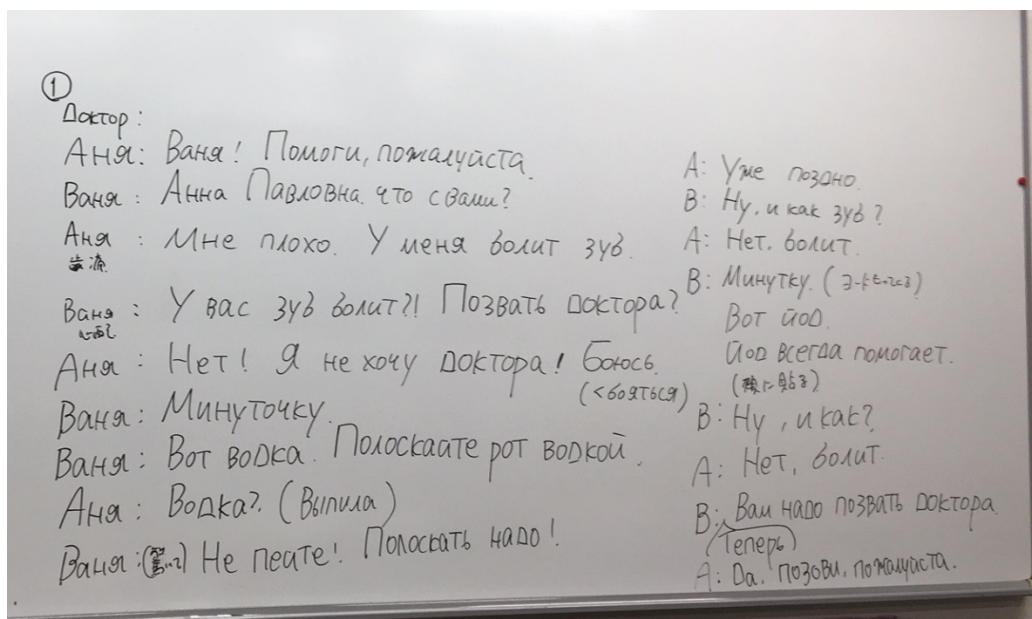 ①
Доктор:
Аня: Ваня! Помоги, пожалуйста.
Ваня: Анна Павловна. что с вами?
Аня: Мне плохо. У меня болит зуб.
Ваня: У вас зуб болит?! Позвать доктора?
Аня: Нет! Я не хочу доктора! Боюсь.
(<бояться)
Ваня: Минуточку.
Ваня: Вот водка. Полоскаите рот водкой.
Аня: Водка?. (Выпила)
Ваня: Не пеите! Полоскать надо!
А: Уже поздно.
В: Ну, и как зуб?
А: Нет. болит.
В: Минутку.
Вот йод.
Йод всегда помогает.
В: Ну, и как?
А: Нет, болит.
В: Вам надо позвать доктора
(Теперь)
А: Да. позови, пожалуиста.